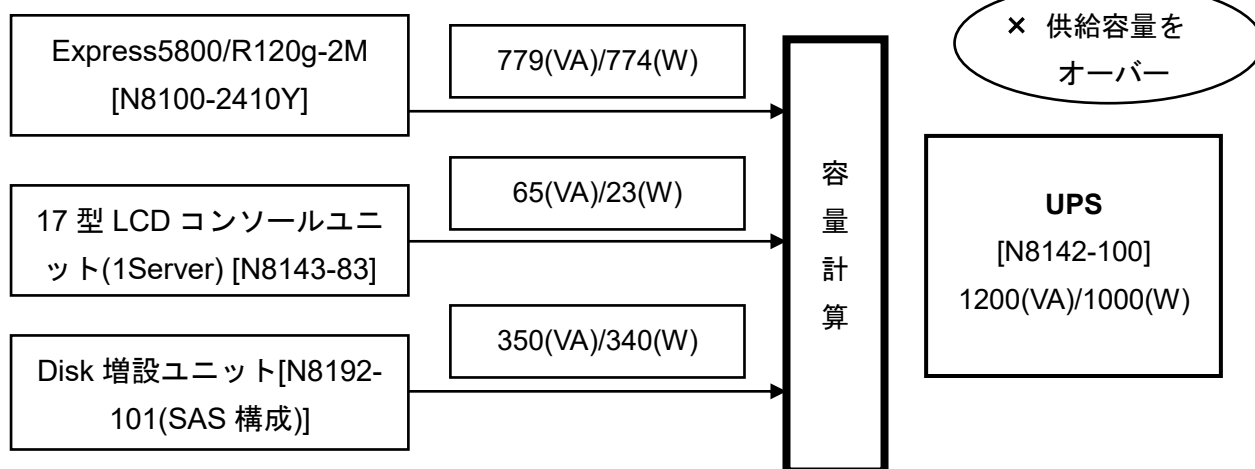 Express5800/R120g-2M
[N8100-2410Y]
779(VA)/774(W)
17 型 LCD コンソールユニ
ット(1Server) [N8143-83]
65(VA)/23(W)
Disk 増設ユニット[N8192-
101(SAS 構成)]
350(VA)/340(W)
容
量
計
算
× 供給容量を
オーバー
UPS
[N8142-100]
1200(VA)/1000(W)